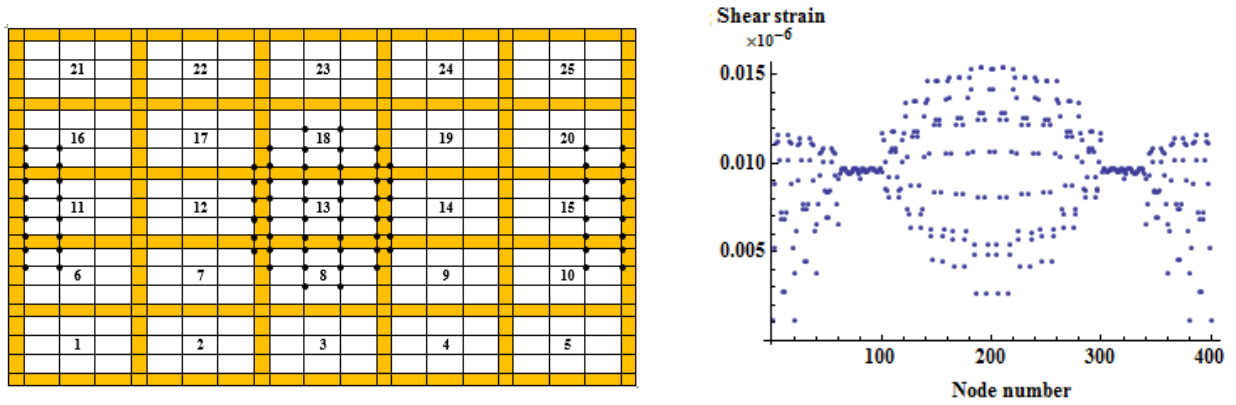 21 22 23 24 25
16 17 18 19 20
11 12 13 14 15
6 7 8 9 10
1 2 3 4 5
Shear strain
×10⁻⁶
0.015
0.010
0.005
100 200 300 400
Node number